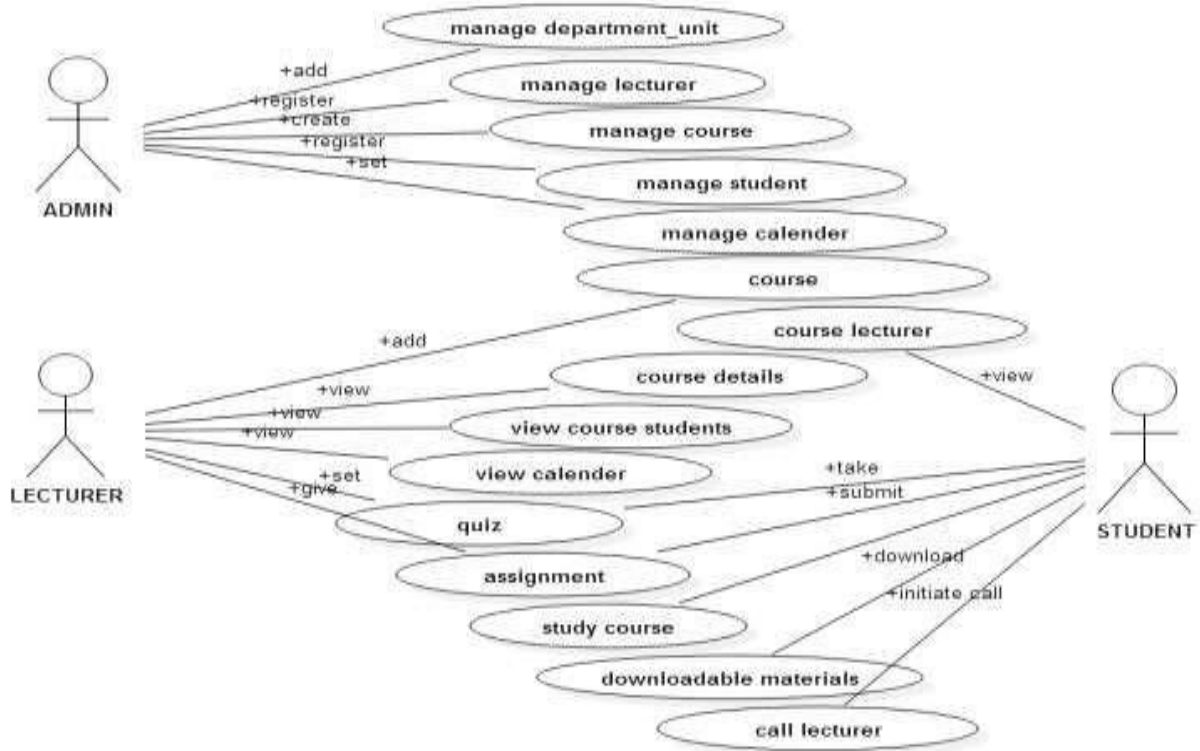 manage department_unit
+add
manage lecturer
+register
+create
manage course
+register
+set
manage student
ADMIN
manage calender
course
course lecturer
+add
+view
course details
+view
+view
view course students
+view
view calender
+take
+set
+submit
+give
LECTURER
quiz
STUDENT
+download
assignment
+initiate call
study course
downloadable materials
call lecturer